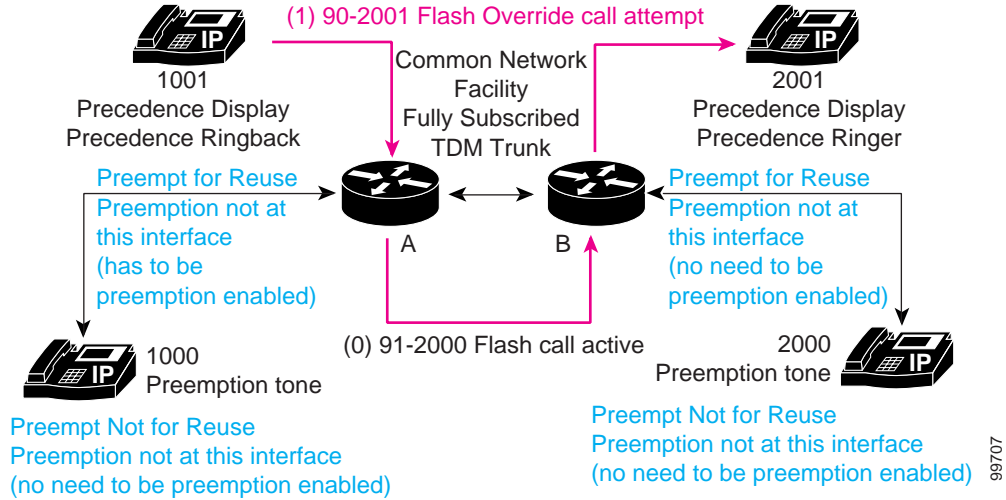 (1) 90-2001 Flash Override call attempt
IP
1001
Precedence Display
Precedence Ringback
Common Network
Facility
Fully Subscribed
TDM Trunk
IP
2001
Precedence Display
Precedence Ringer
Preempt for Reuse
Preemption not at
this interface
(has to be
preemption enabled)
A
B
Preempt for Reuse
Preemption not at
this interface
(no need to be
preemption enabled)
(0) 91-2000 Flash call active
IP
1000
Preemption tone
2000
Preemption tone
IP
Preempt Not for Reuse
Preemption not at this interface
(no need to be preemption enabled)
Preempt Not for Reuse
Preemption not at this interface
(no need to be preemption enabled)
99707